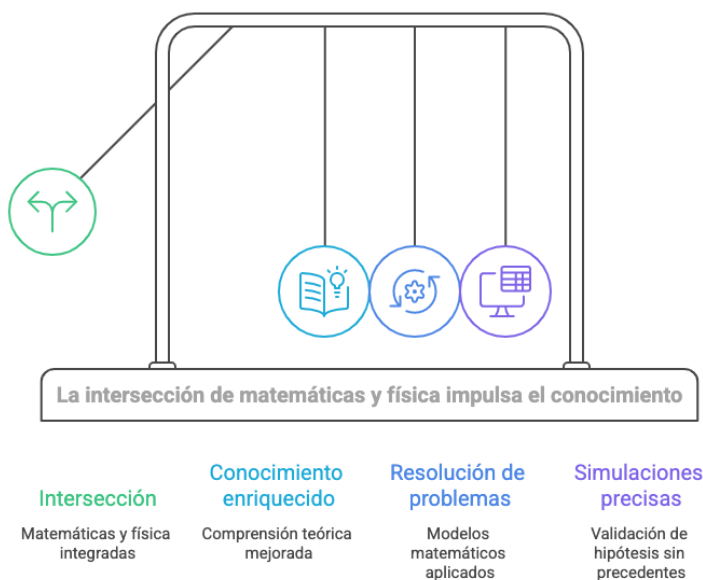 La intersección de matemáticas y física impulsa el conocimiento
Intersección
Matemáticas y física
integradas
Conocimiento
enriquecido
Comprensión teórica
mejorada
Resolución de
problemas
Modelos
matemáticos
aplicados
Simulaciones
precisas
Validación de
hipótesis sin
precedentes